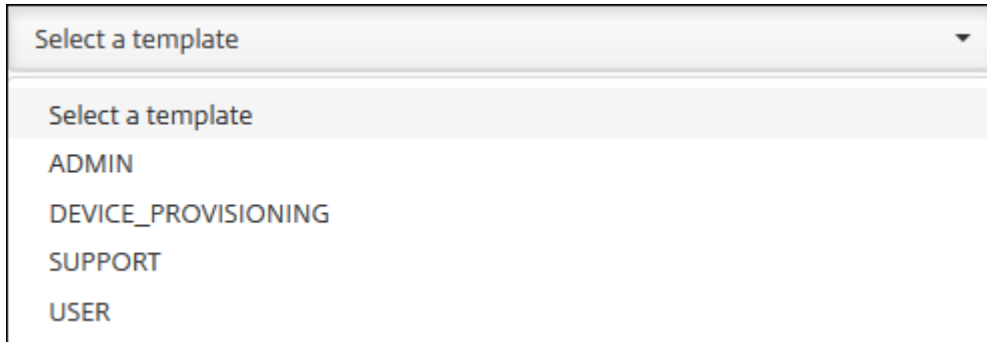 Select a template
Select a template
ADMIN
DEVICE_PROVISIONING
SUPPORT
USER